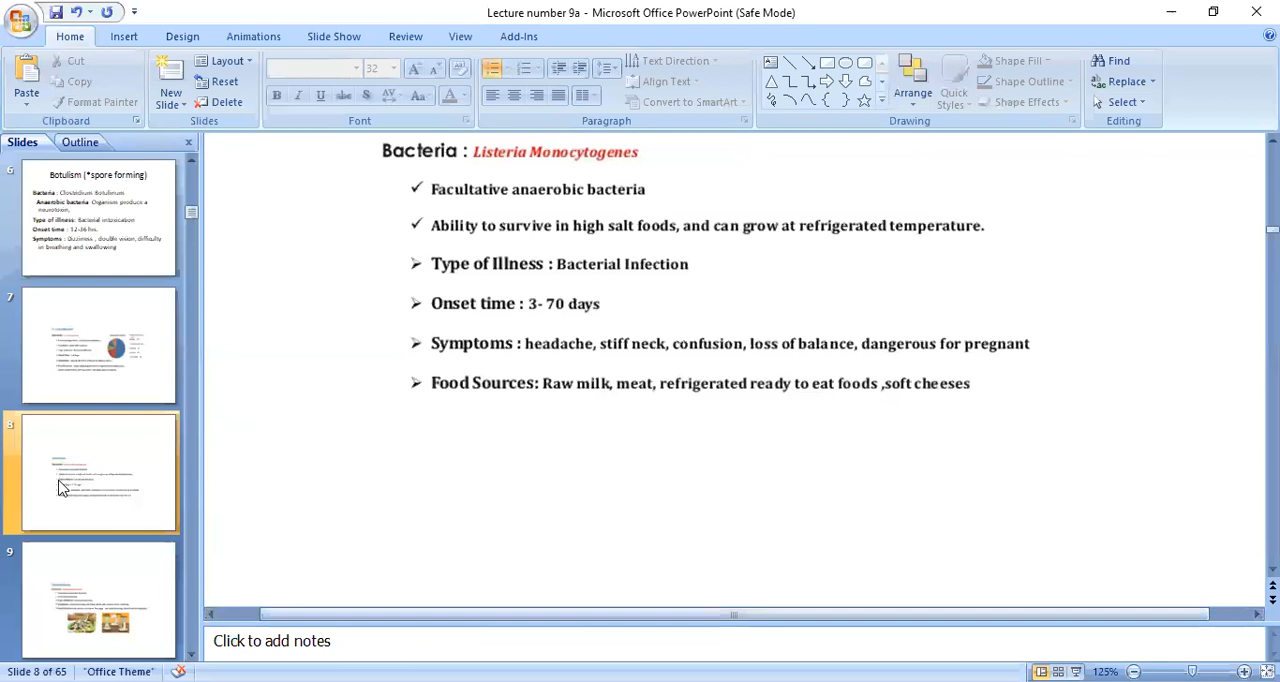 Lecture number 9a - Microsoft Office PowerPoint (Safe Mode)
Home Insert Design Animations Slide Show Review View Add-Ins
Paste Cut Copy Format Painter
New Slide Layout Reset Delete
32
Text Direction Align Text Convert to SmartArt
Arrange Quick Styles Shape Fill Shape Outline Shape Effects
Find Replace Select
Clipboard Slides Font Paragraph Drawing Editing
Slides Outline
6
Botulism (*spore forming)
Bacteria : Clostridium Botulinum
Anaerobic bacteria Organism produce a
neurotoxin,
Type of illness: Bacterial intoxication
Onset time : 12-36 hrs.
Symptoms : Dizziness , double vision, difficulty
in breathing and swallowing
7
8
9
Bacteria : Listeria Monocytogenes
✓ Facultative anaerobic bacteria
✓ Ability to survive in high salt foods, and can grow at refrigerated temperature.
➢ Type of Illness : Bacterial Infection
➢ Onset time : 3- 70 days
➢ Symptoms : headache, stiff neck, confusion, loss of balance, dangerous for pregnant
➢ Food Sources: Raw milk, meat, refrigerated ready to eat foods ,soft cheeses
Click to add notes
Slide 8 of 65 "Office Theme" 125%